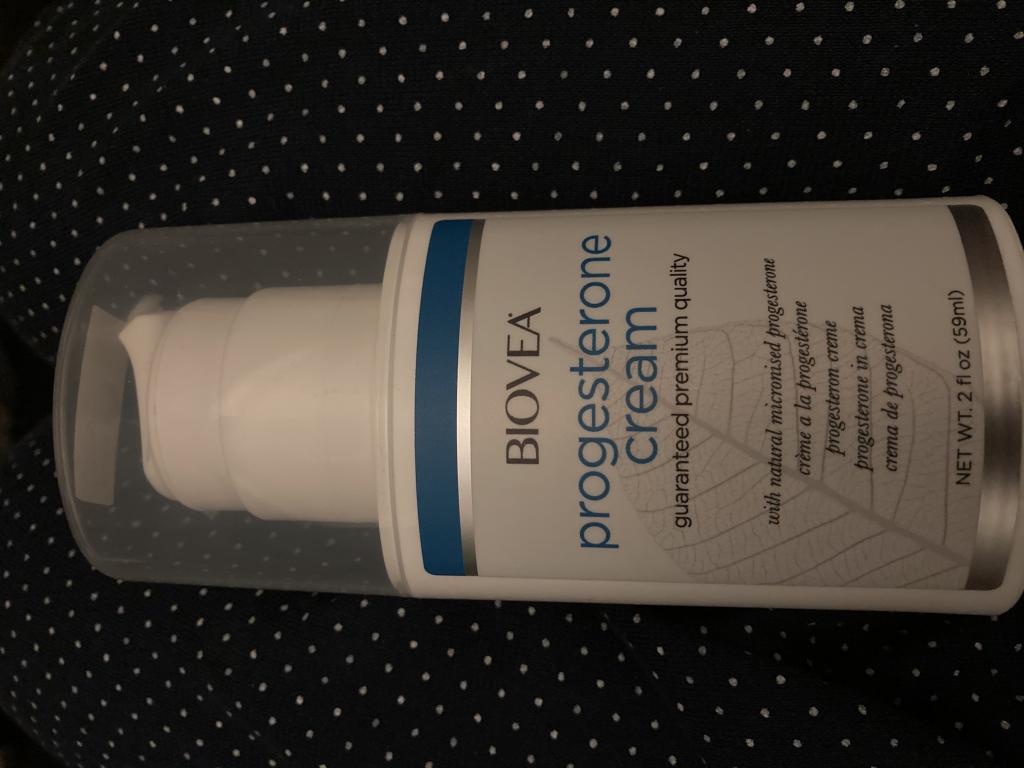 BIOVEA
progesterone
cream
guaranteed premium quality
with natural micronised progesterone
crème a la progestérone
progesteron creme
progesterone in crema
crema de progesterona
NET WT. 2 fl oz (59ml)